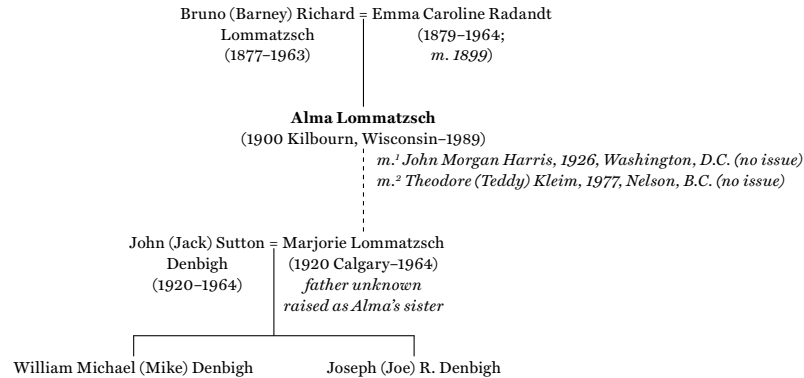 Bruno (Barney) Richard = Emma Caroline Radandt
Lommatzsch (1879–1964;
(1877–1963) m. 1899)
Alma Lommatzsch
(1900 Kilbourn, Wisconsin–1989)
m.¹ John Morgan Harris, 1926, Washington, D.C. (no issue)
m.² Theodore (Teddy) Kleim, 1977, Nelson, B.C. (no issue)
John (Jack) Sutton = Marjorie Lommatzsch
Denbigh (1920 Calgary–1964)
(1920–1964) father unknown
raised as Alma’s sister
William Michael (Mike) Denbigh Joseph (Joe) R. Denbigh